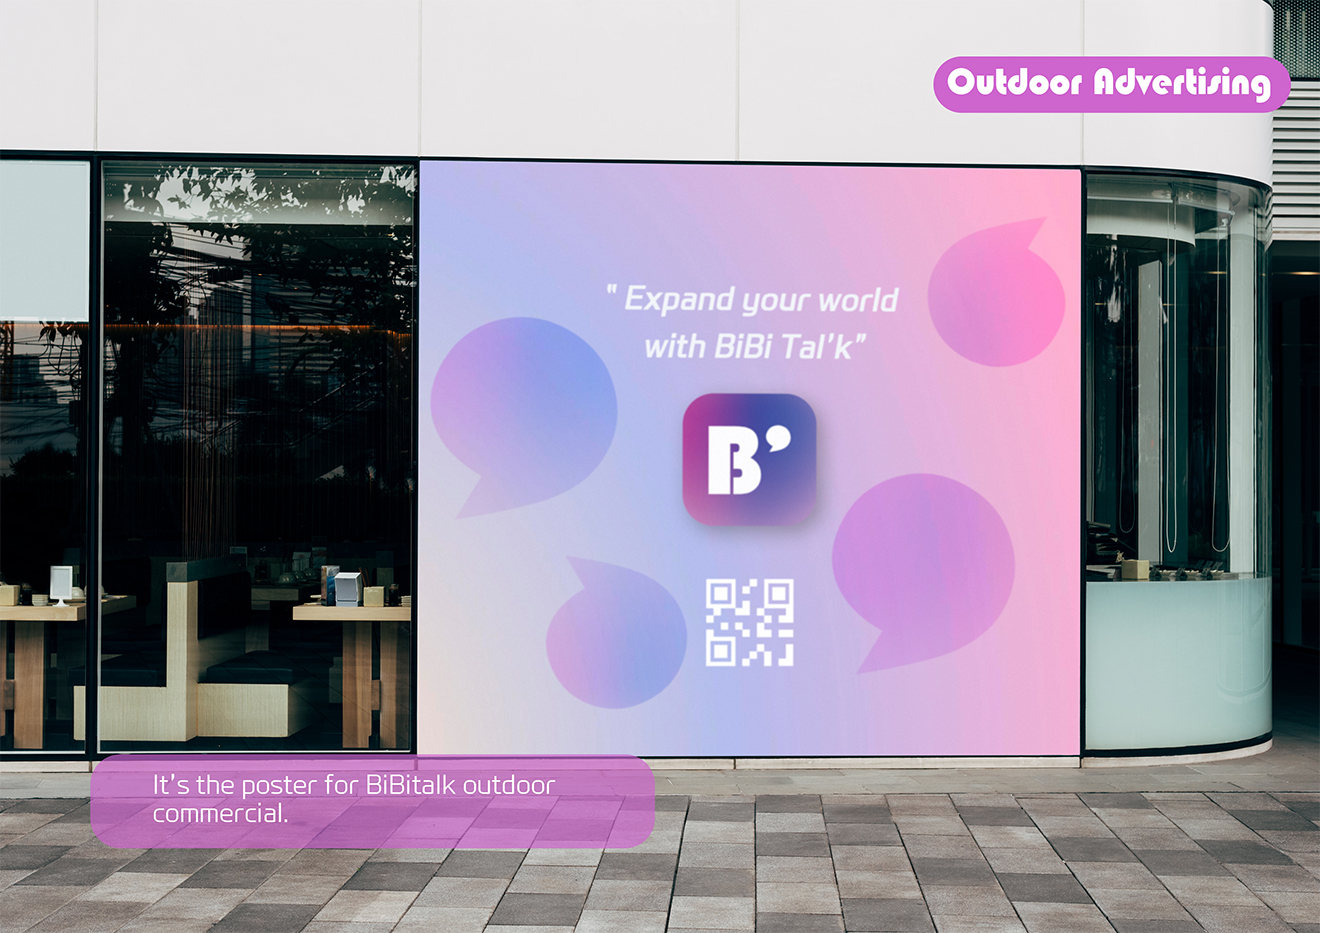 Outdoor Advertising
" Expand your world
with BiBi Tal'k"
B’
It's the poster for BiBitalk outdoor
commercial.